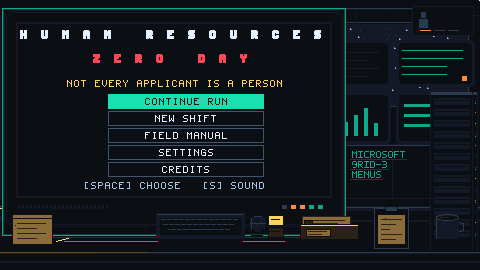 HUMAN RESOURCES
ZERO DAY
NOT EVERY APPLICANT IS A PERSON
CONTINUE RUN
NEW SHIFT
FIELD MANUAL
SETTINGS
CREDITS
[SPACE] CHOOSE [S] SOUND
MICROSOFT
9RID-3
MENUS